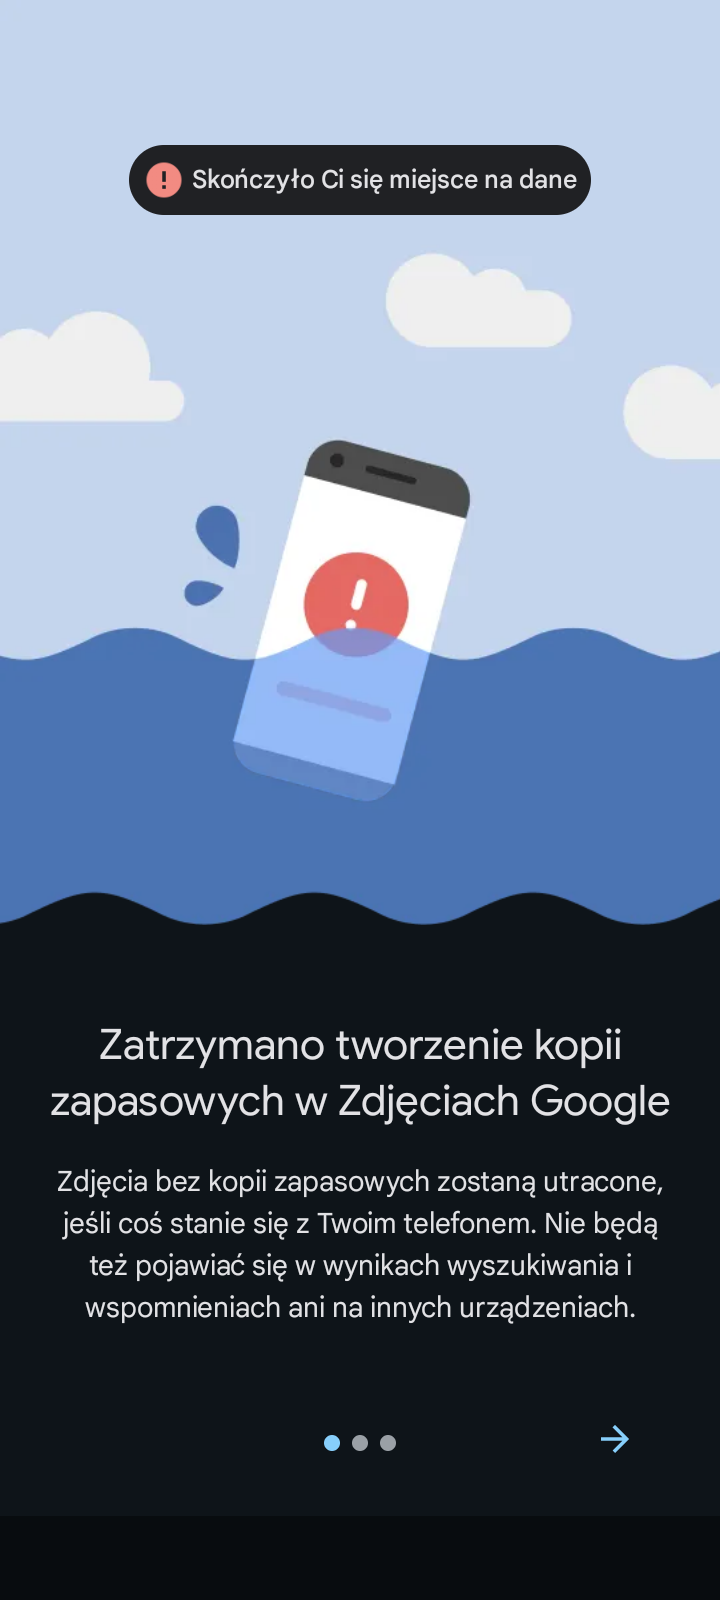 Skończyło Ci się miejsce na dane
Zatrzymano tworzenie kopii
zapasowych w Zdjęciach Google
Zdjęcia bez kopii zapasowych zostaną utracone,
jeśli coś stanie się z Twoim telefonem. Nie będą
też pojawiać się w wynikach wyszukiwania i
wspomnieniach ani na innych urządzeniach.